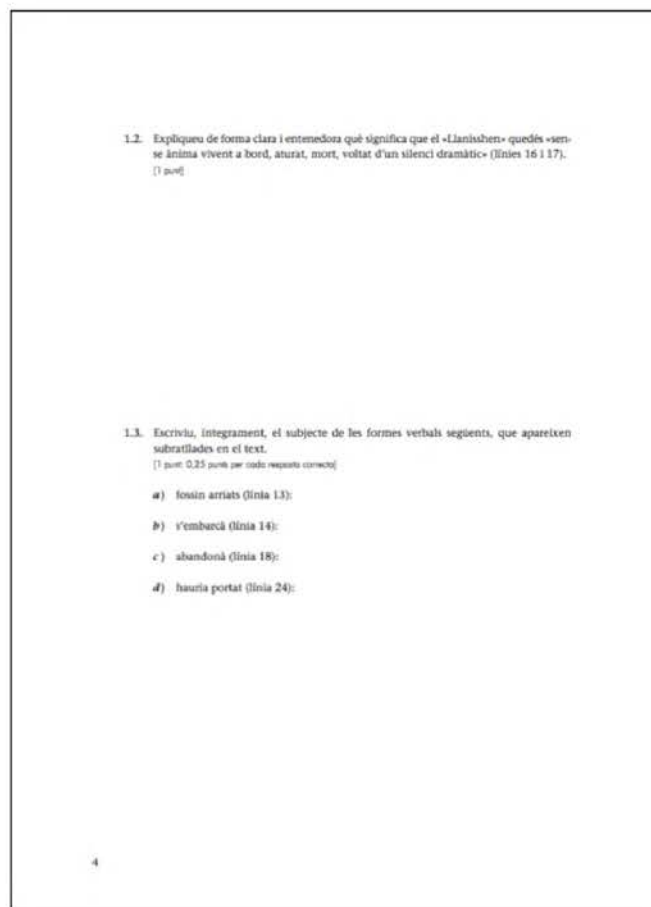 1.2. Expliqueu de forma clara i entenedora què significa que el «Llanisshen» quedés «sen-
se ànima vivent a bord, aturat, mort, voltat d'un silenci dramàtic» (línies 16 i 17).
[1 punt]
1.3. Escriviu, íntegrament, el subjecte de les formes verbals següents, que apareixen
subratllades en el text.
[1 punt: 0,25 punts per cada resposta correcta]
a) fossin arriats (línia 13):
b) s'embarcà (línia 14):
c) abandonà (línia 18):
d) hauria portat (línia 24):
4